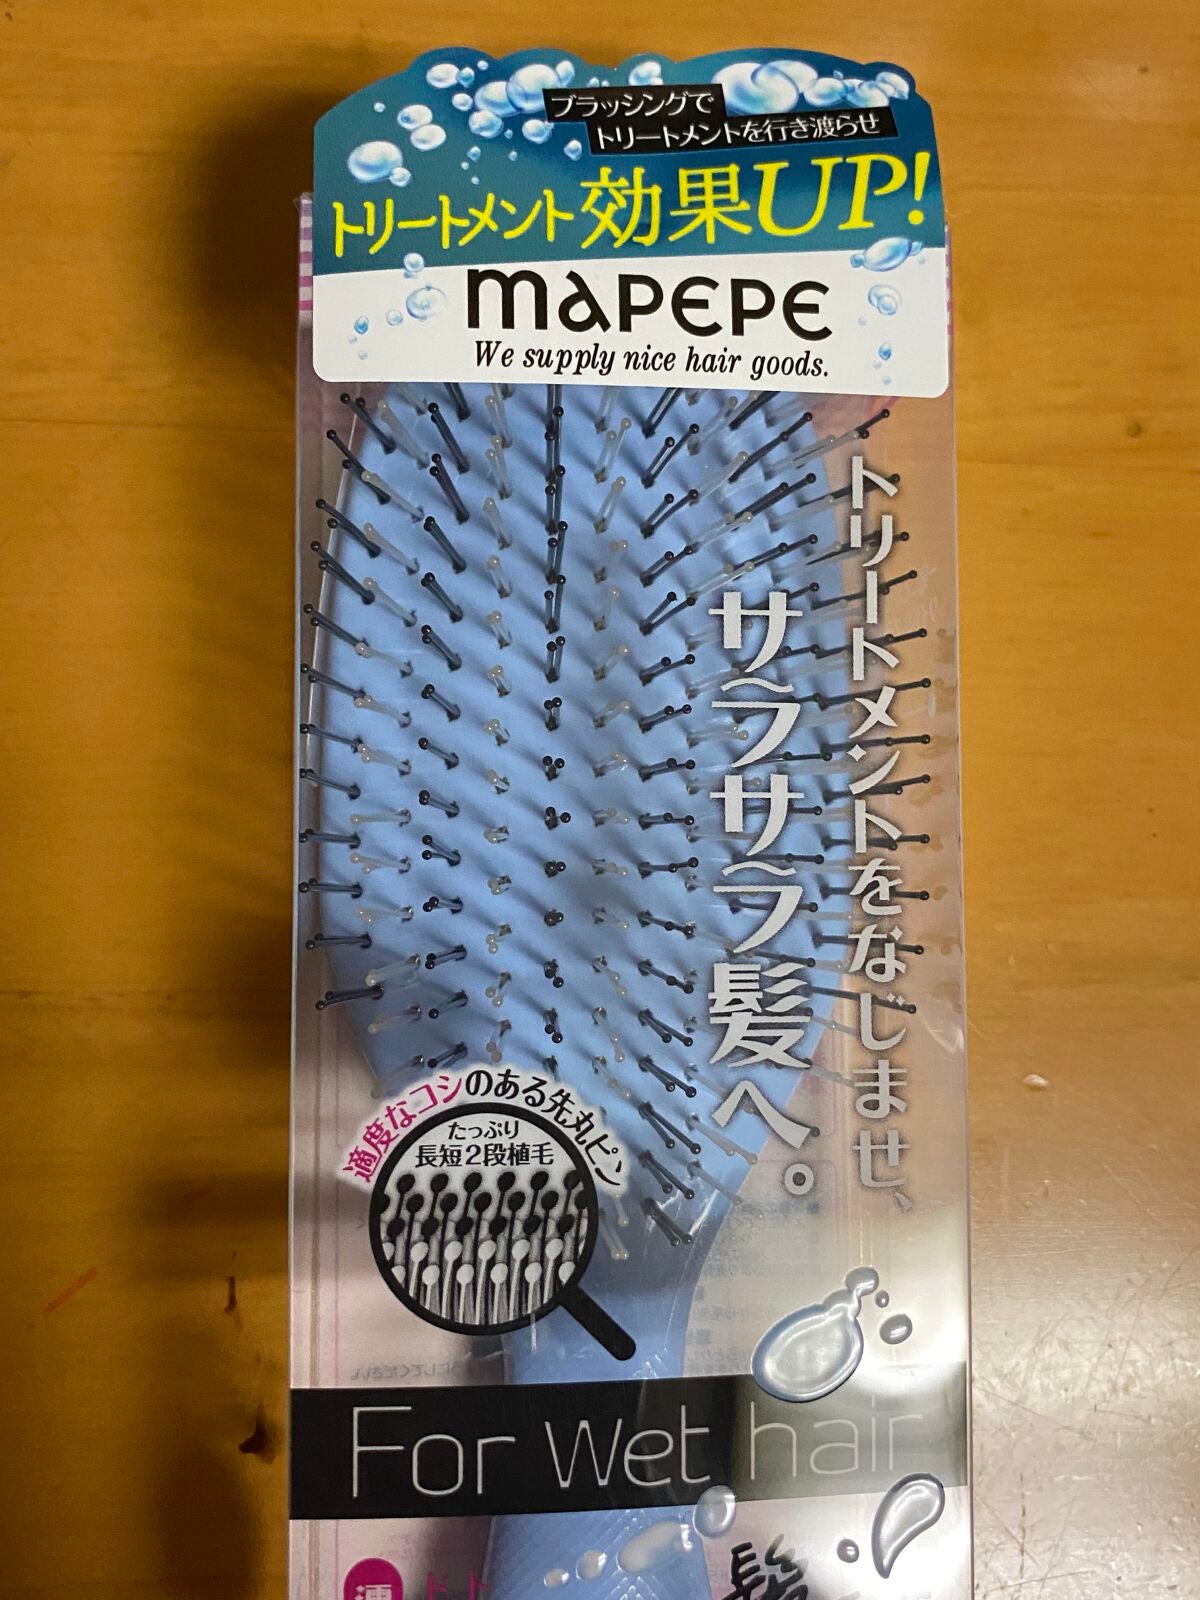 ブラッシングで
トリートメントを行き渡らせ
トリートメント効果UP!
maPEPE
We supply nice hair goods.
トリートメントをなじませ、
サラサラ髪へ。
適度なコシのある先丸ピン
たっぷり
長短2段植毛
For wet hair